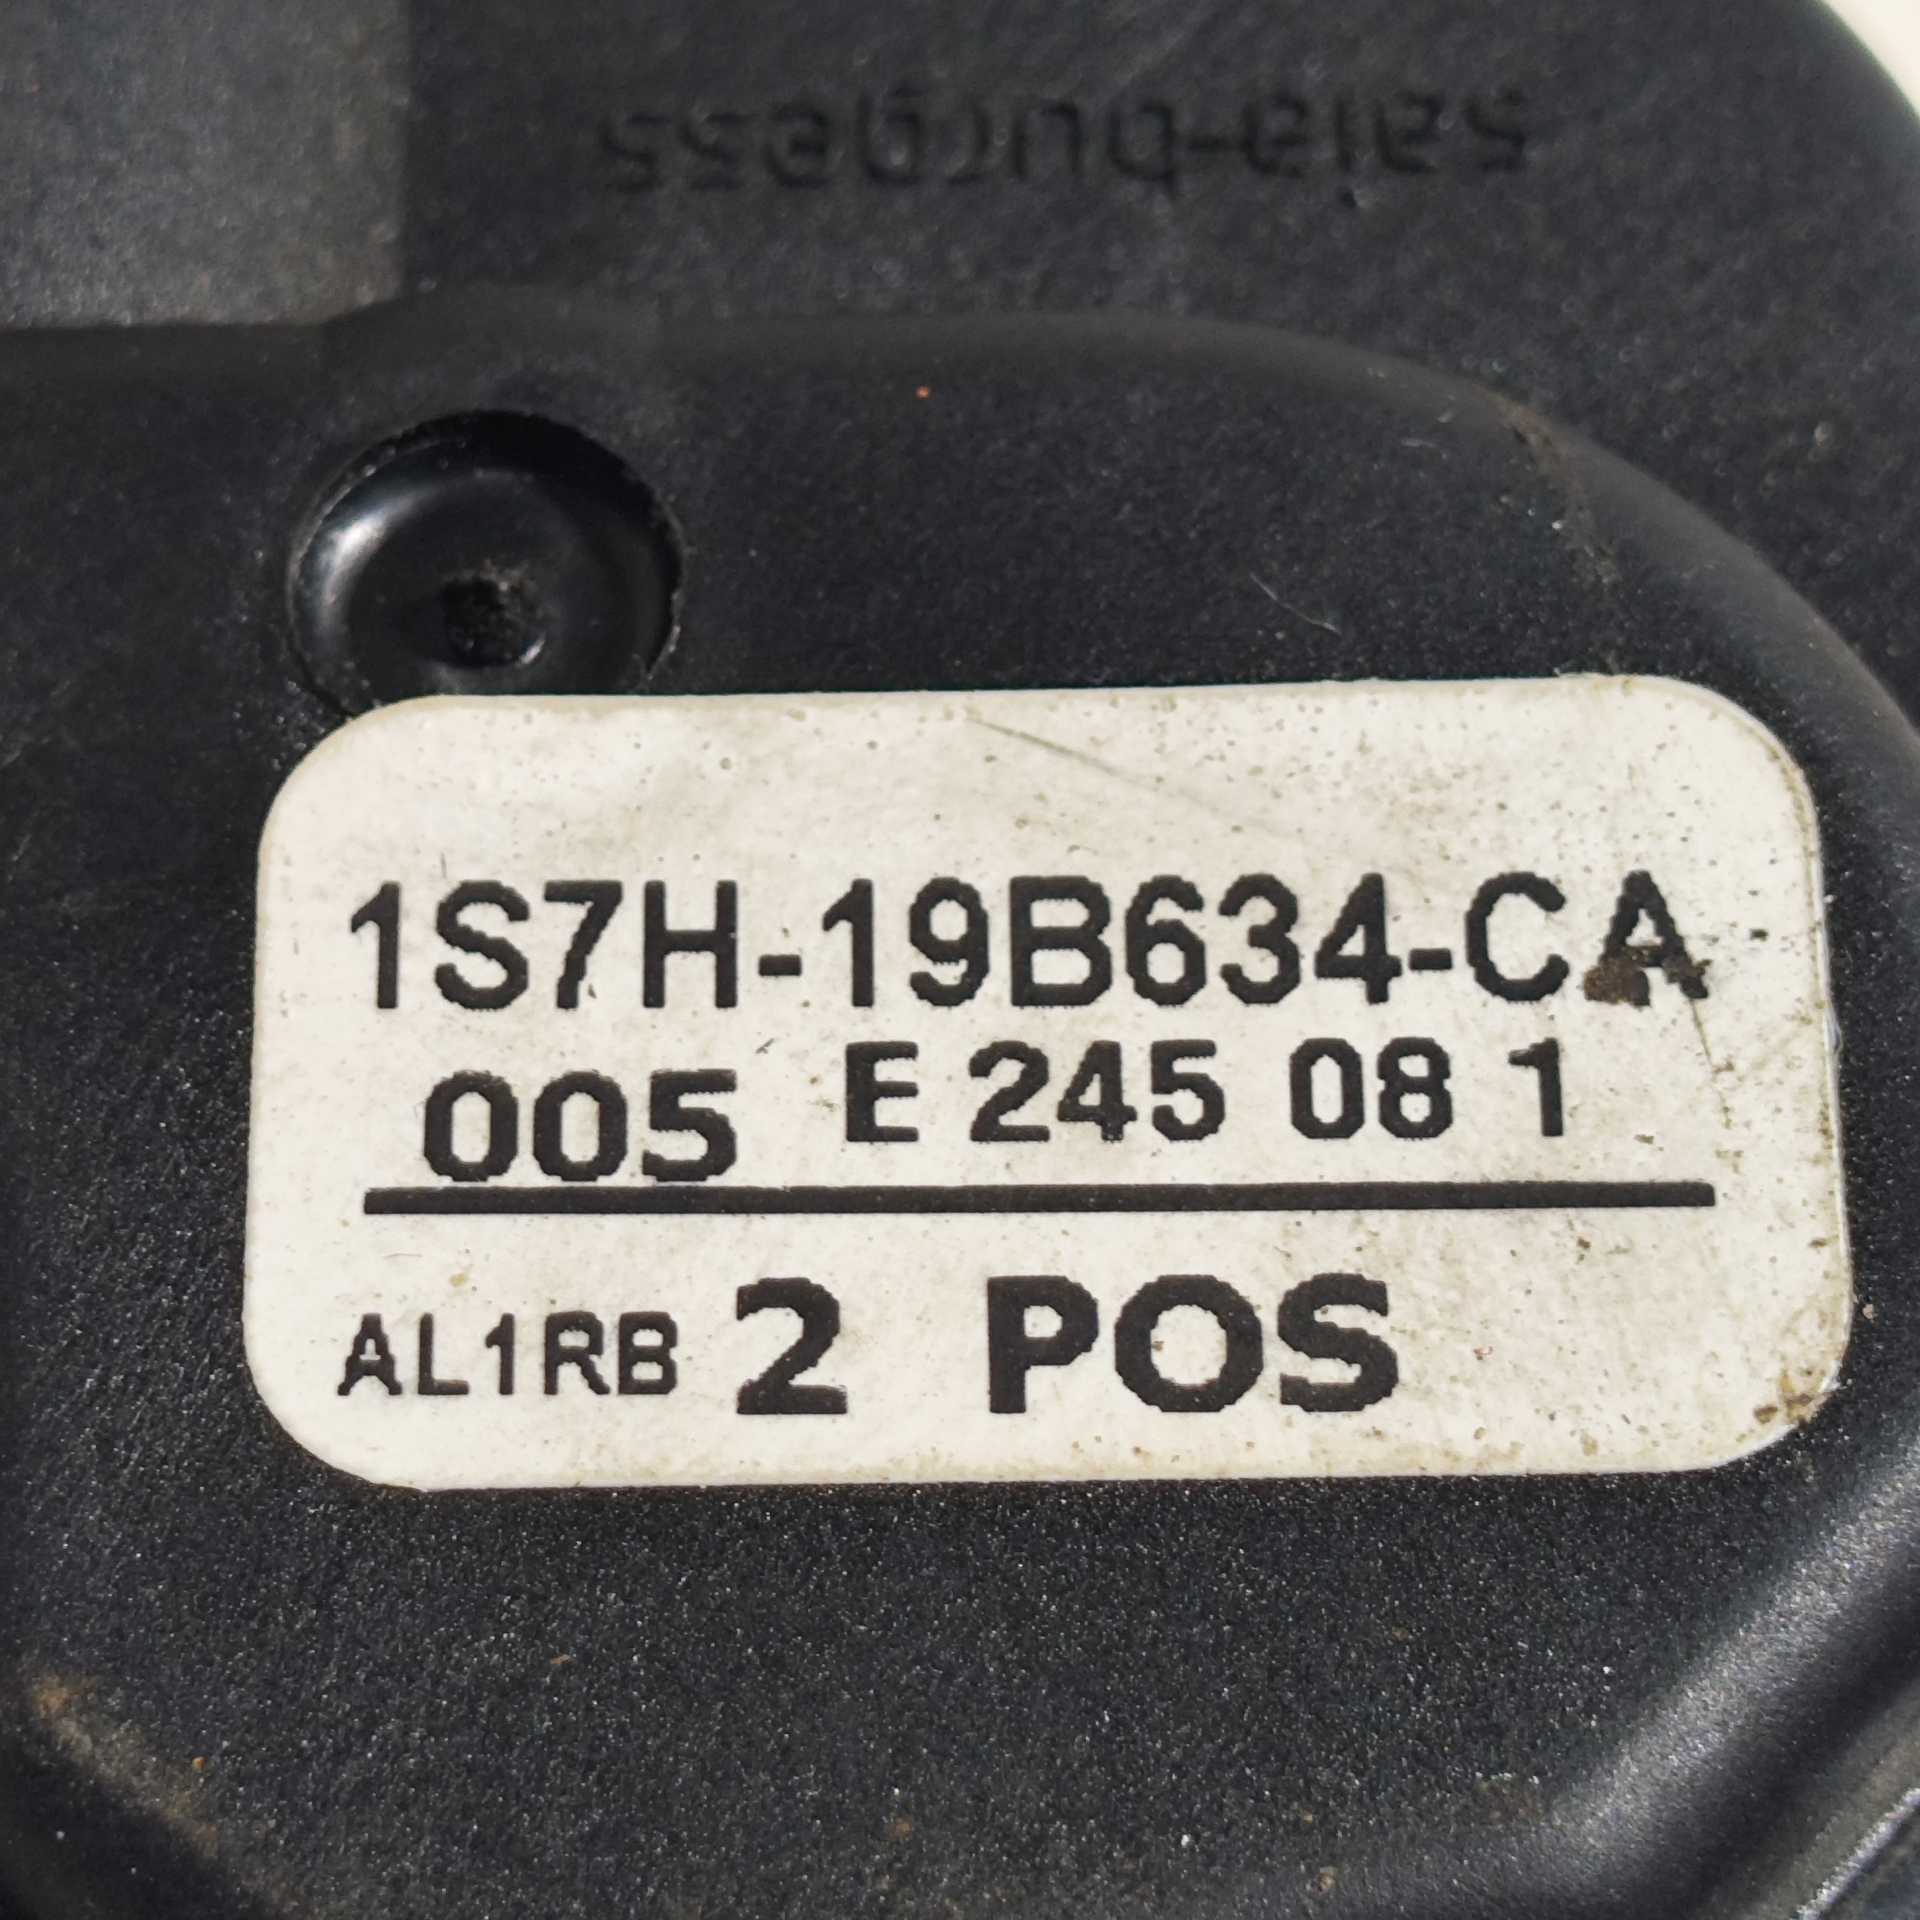 saia-burgess
1S7H-19B634-CA
005 E 245 08 1
AL1RB 2 POS